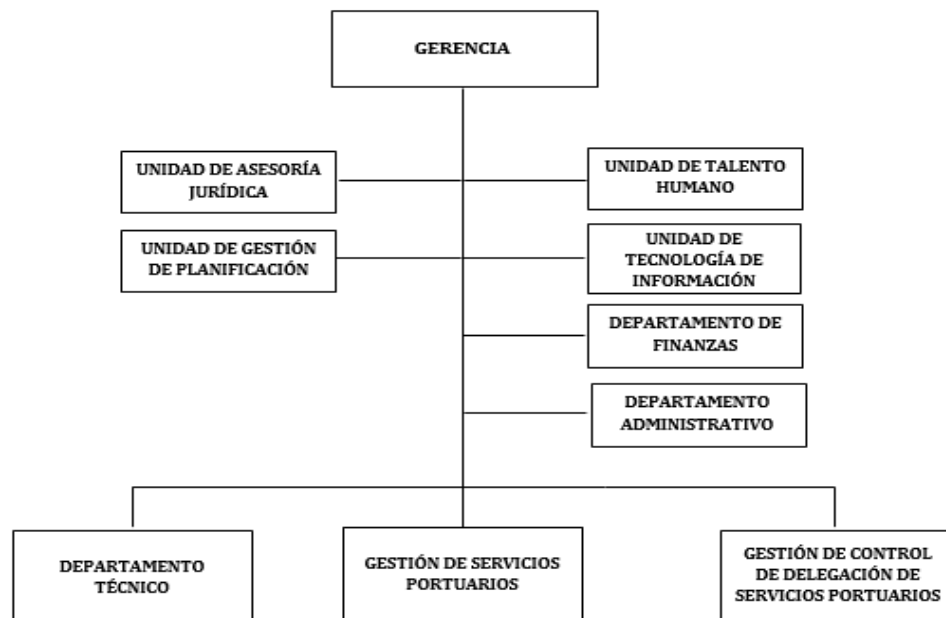 GERENCIA
UNIDAD DE ASESORÍA
JURÍDICA
UNIDAD DE TALENTO
HUMANO
UNIDAD DE GESTIÓN
DE PLANIFICACIÓN
UNIDAD DE
TECNOLOGÍA DE
INFORMACIÓN
DEPARTAMENTO DE
FINANZAS
DEPARTAMENTO
ADMINISTRATIVO
DEPARTAMENTO
TÉCNICO
GESTIÓN DE SERVICIOS
PORTUARIOS
GESTIÓN DE CONTROL
DE DELEGACIÓN DE
SERVICIOS PORTUARIOS